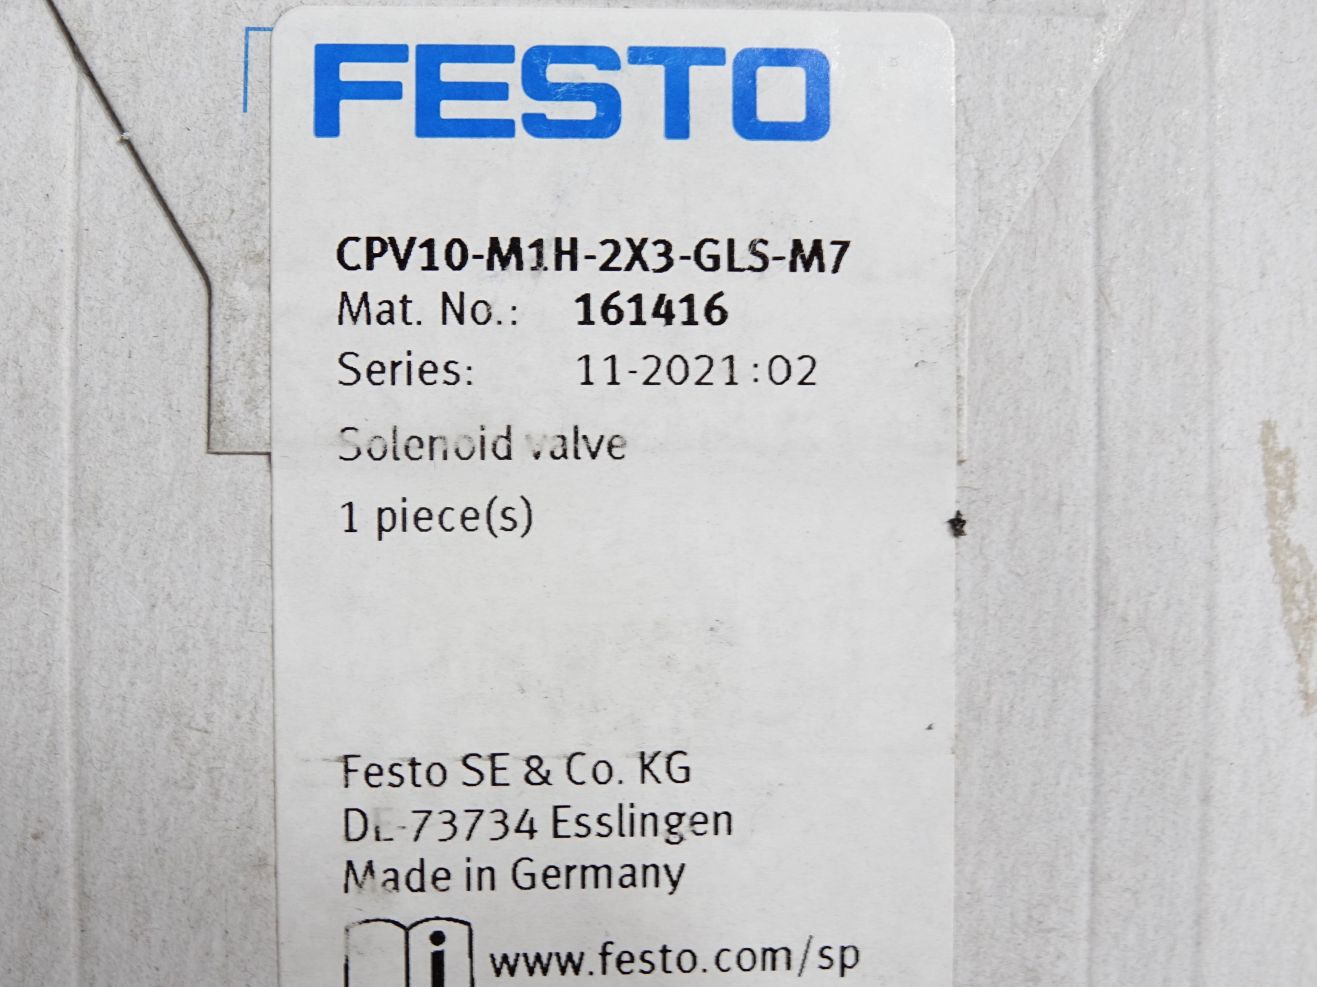 FESTO
CPV10-M1H-2X3-GLS-M7
Mat. No.: 161416
Series: 11-2021:02
Solenoid valve
1 piece(s)
Festo SE & Co. KG
DE-73734 Esslingen
Made in Germany
i www.festo.com/sp